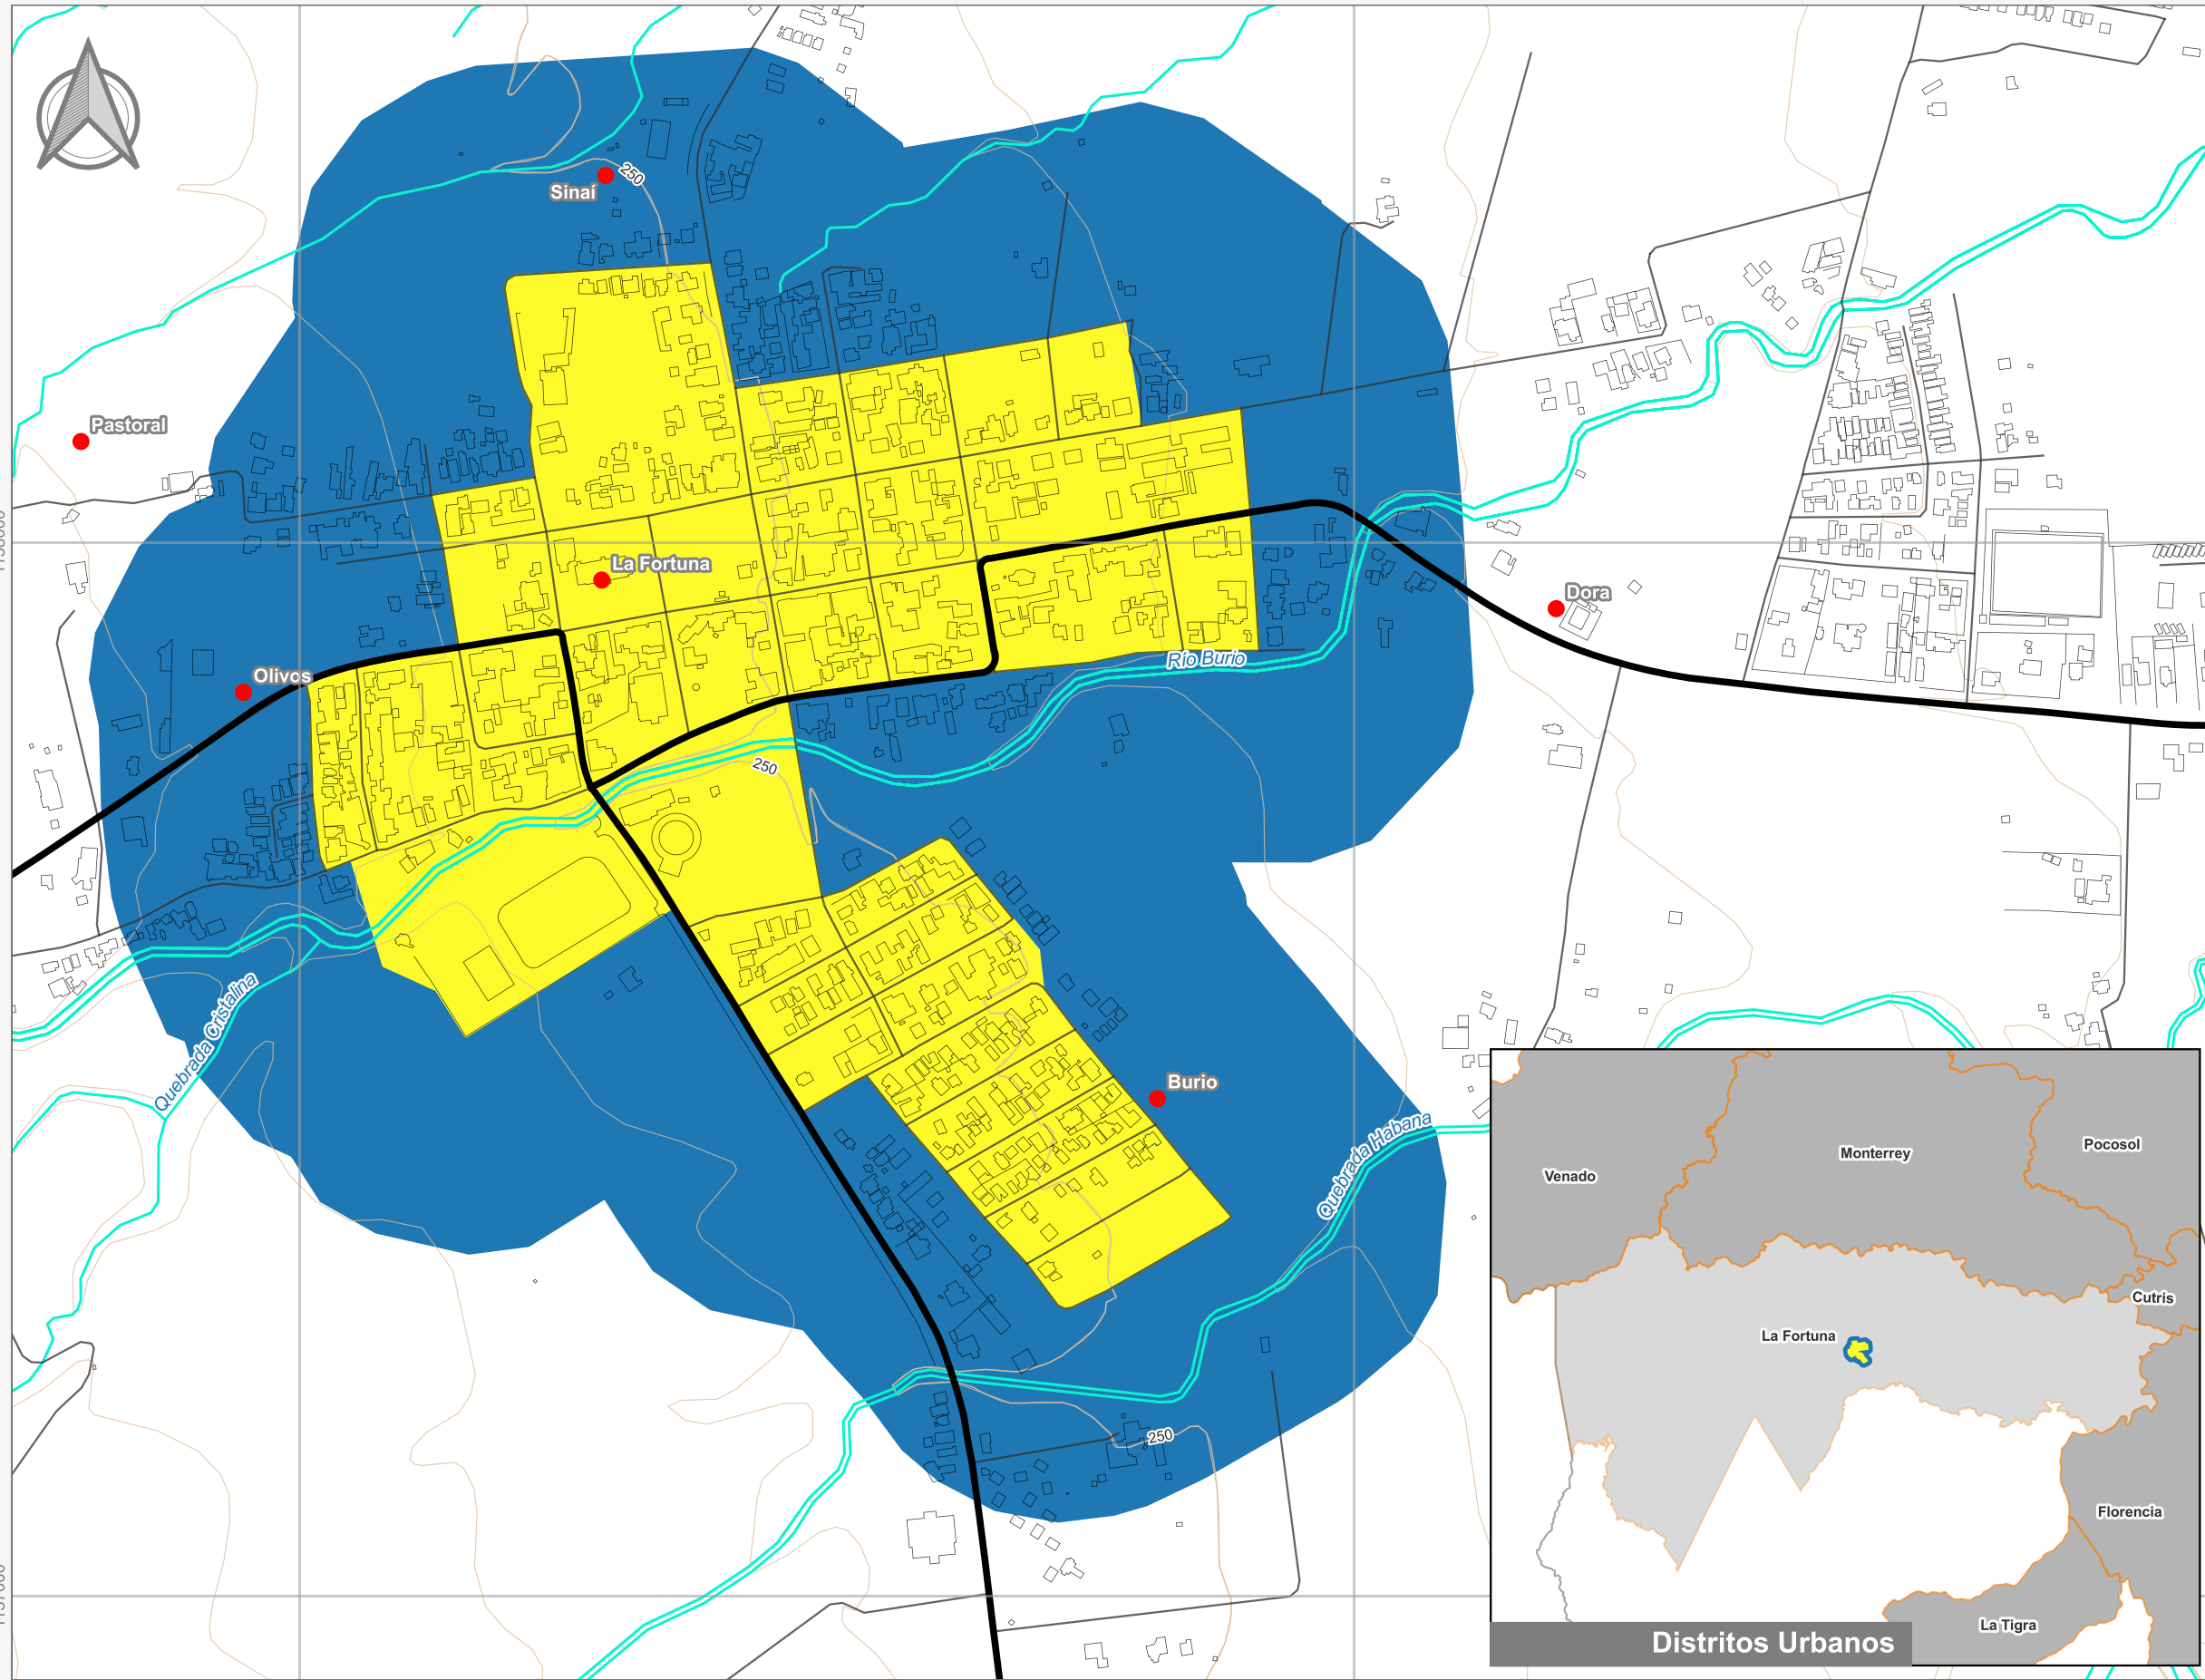 Sinaí
250
Pastoral
La Fortuna
Dora
Río Burio
Olivos
250
Quebrada Cristalina
Burio
Quebrada Habana
250
Venado
Monterrey
Pocosol
Cutris
La Fortuna
Florencia
La Tigra
Distritos Urbanos